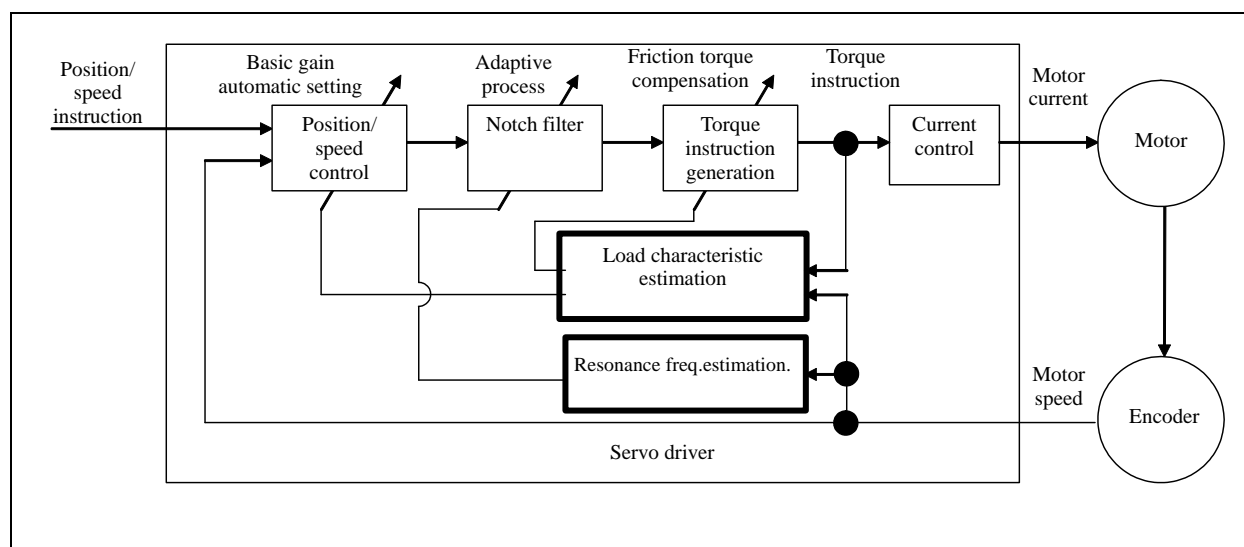 Position/
speed
instruction
Basic gain
automatic setting
Adaptive
process
Friction torque
compensation
Torque
instruction
Motor
current
Position/
speed
control
Notch filter
Torque
instruction
generation
Current
control
Motor
Load characteristic
estimation
Resonance freq.estimation.
Motor
speed
Encoder
Servo driver